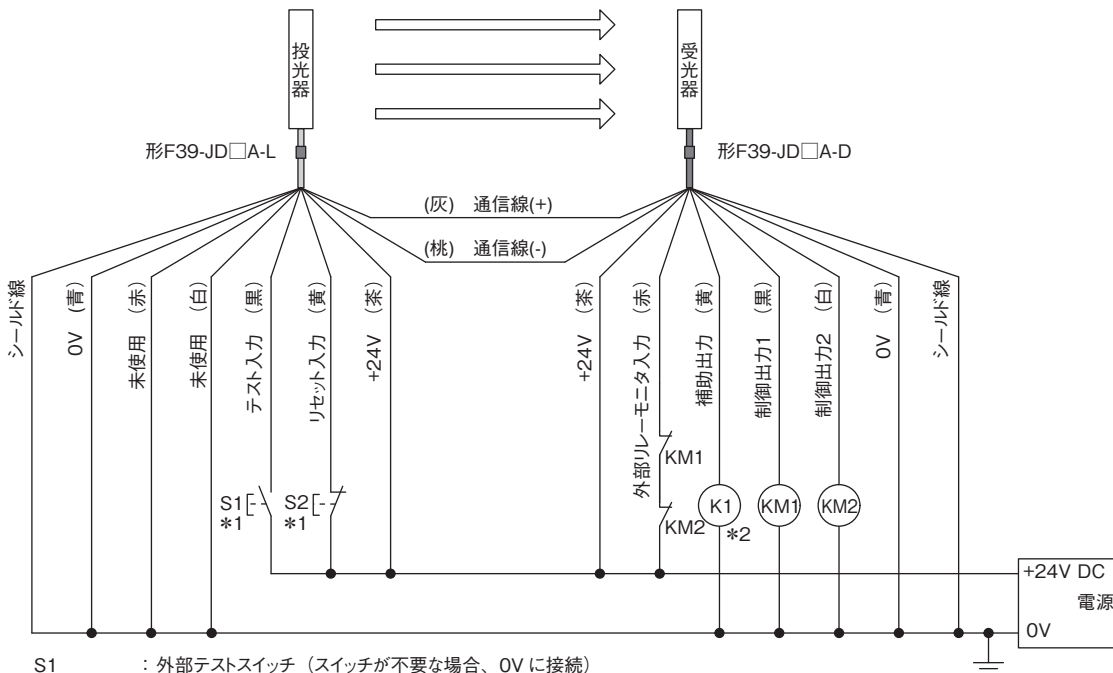 投光器
受光器
形F39-JD□A-L
形F39-JD□A-D
(灰) 通信線(+)
(桃) 通信線(-)
シールド線
0V (青)
未使用 (赤)
未使用 (白)
テスト入力 (黒)
リセット入力 (黄)
+24V (茶)
+24V (茶)
外部リレーモニタ入力 (赤)
補助出力 (黄)
制御出力1 (黒)
制御出力2 (白)
0V (青)
シールド線
KM1
S1
*1
S2
*1
KM2
K1
*2
KM1
KM2
+24V DC
電源
0V
S1 : 外部テストスイッチ (スイッチが不要な場合、0V に接続)